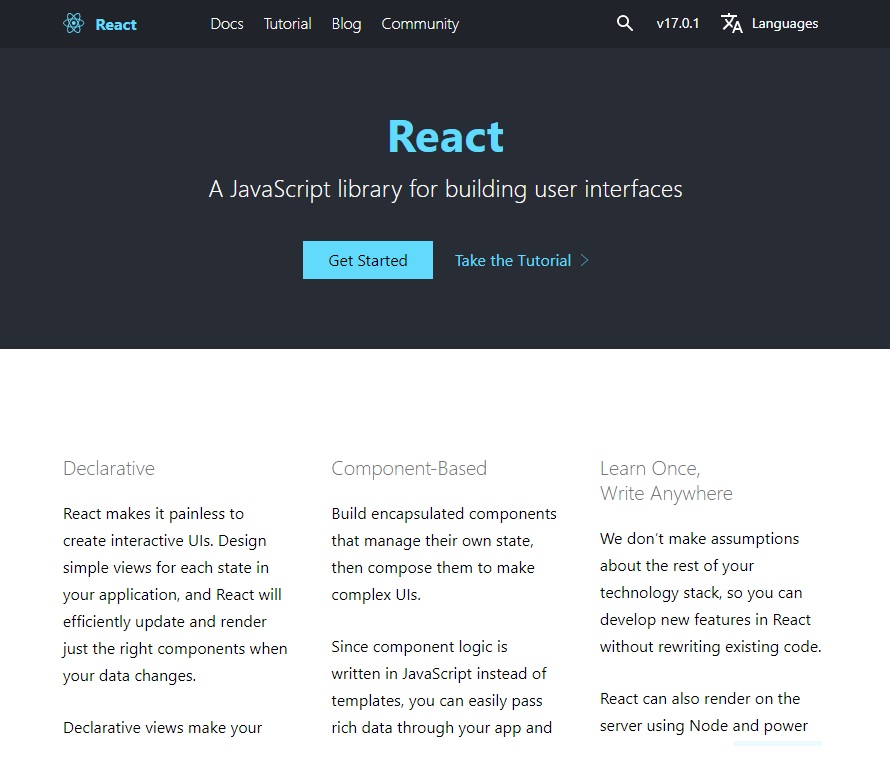 React
Docs
Tutorial
Blog
Community
v17.0.1
Languages
React
A JavaScript library for building user interfaces
Get Started
Take the Tutorial
Declarative
React makes it painless to
create interactive UIs. Design
simple views for each state in
your application, and React will
efficiently update and render
just the right components when
your data changes.
Declarative views make your
Component-Based
Build encapsulated components
that manage their own state,
then compose them to make
complex UIs.
Since component logic is
written in JavaScript instead of
templates, you can easily pass
rich data through your app and
Learn Once,
Write Anywhere
We don’t make assumptions
about the rest of your
technology stack, so you can
develop new features in React
without rewriting existing code.
React can also render on the
server using Node and power